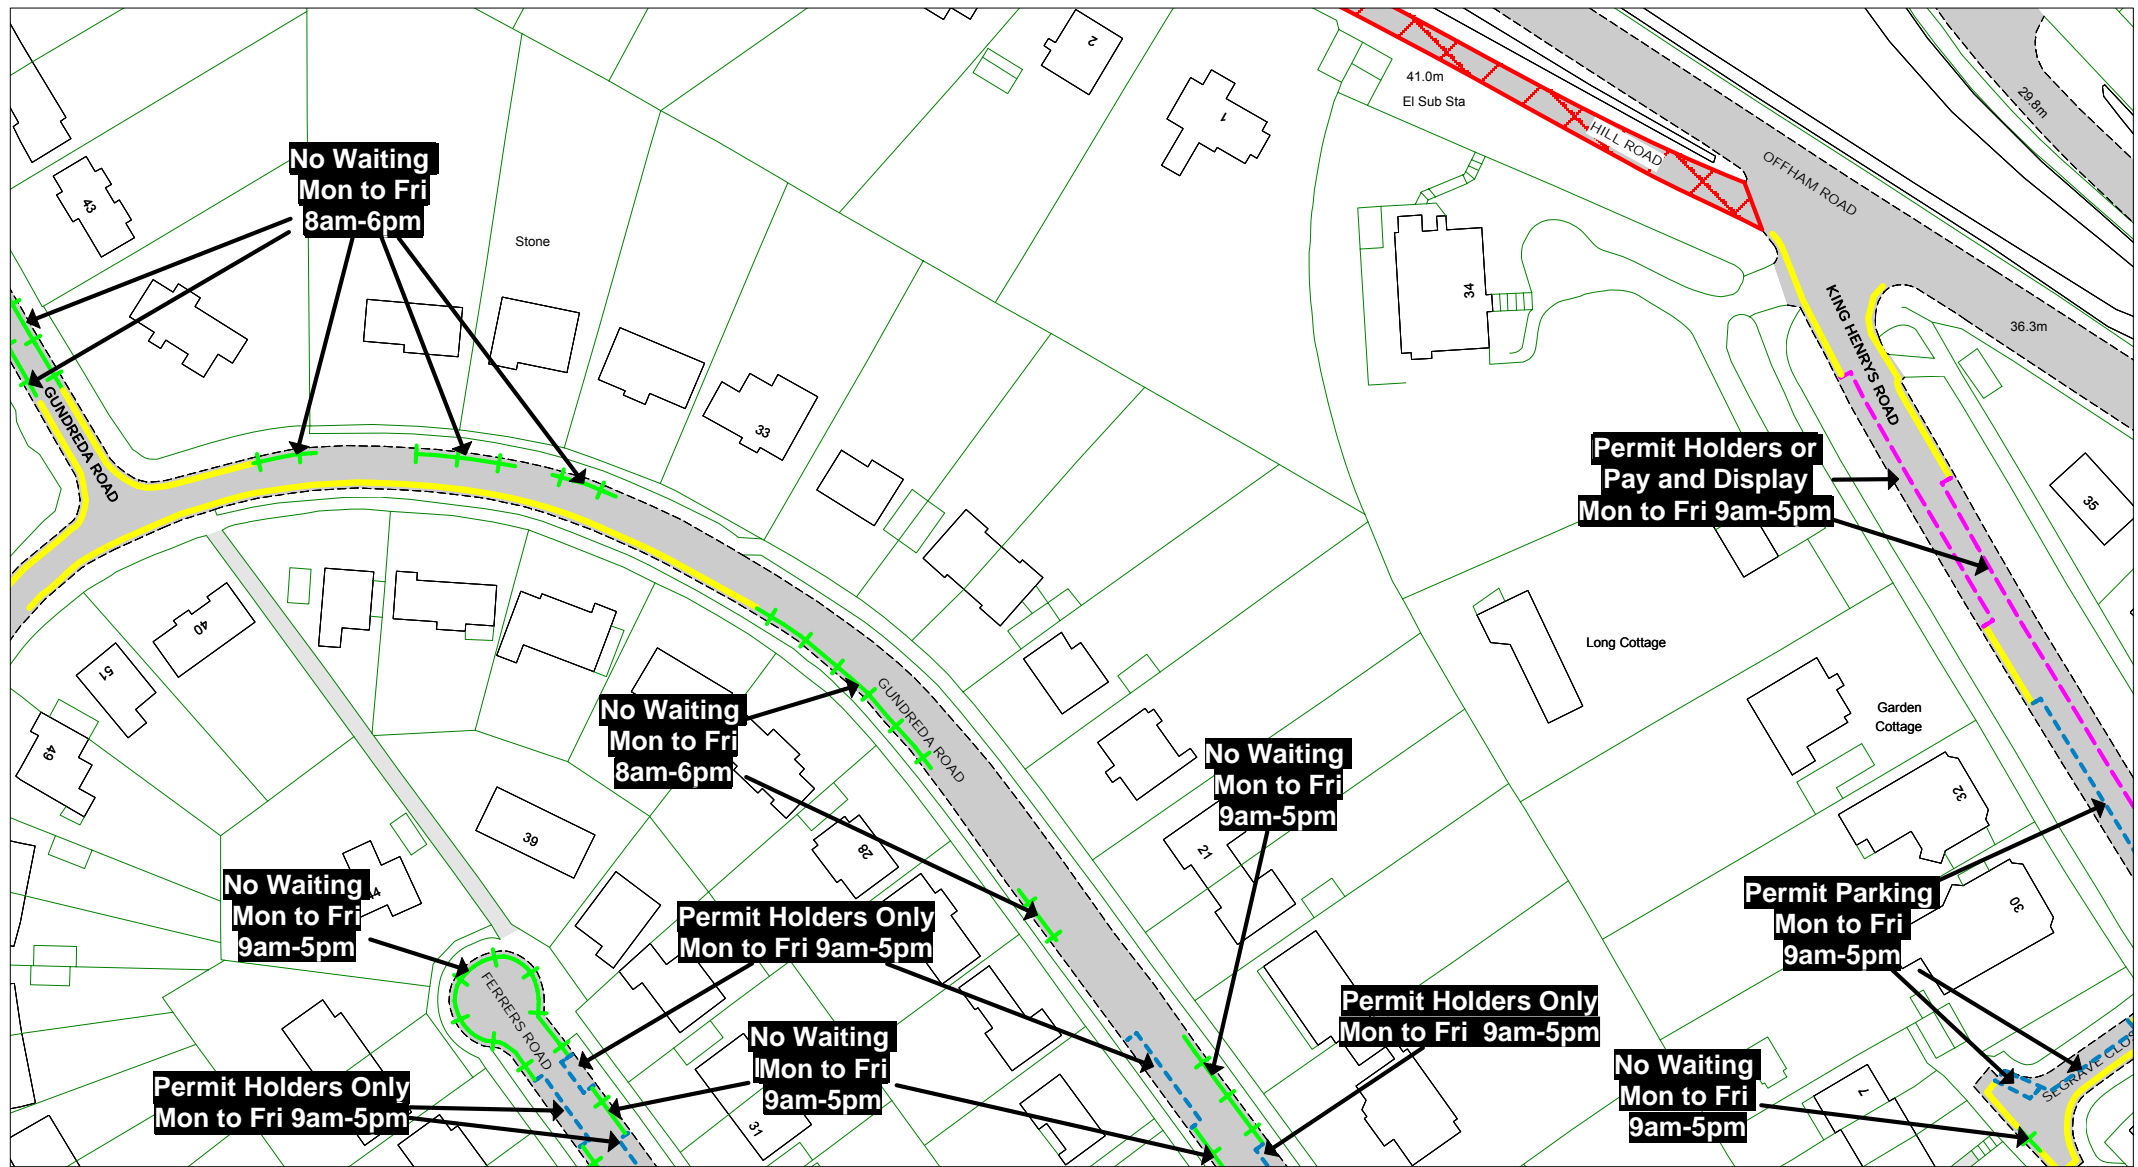 2
1
41.0m
El Sub Sta
HILL ROAD
OFFHAM ROAD
29.8m
36.3m
43
No Waiting
Mon to Fri
8am-6pm
Stone
34
KING HENRYS ROAD
GUNDREDA ROAD
33
Permit Holders or
Pay and Display
Mon to Fri 9am-5pm
35
40
51
49
Long Cottage
Garden
Cottage
GUNDREDA ROAD
No Waiting
Mon to Fri
8am-6pm
No Waiting
Mon to Fri
9am-5pm
32
39
28
21
No Waiting
Mon to Fri
9am-5pm
Permit Holders Only
Mon to Fri 9am-5pm
Permit Parking
Mon to Fri
9am-5pm
30
FERRERS ROAD
Permit Holders Only
Mon to Fri 9am-5pm
No Waiting
Mon to Fri
9am-5pm
Permit Holders Only
Mon to Fri 9am-5pm
31
No Waiting
Mon to Fri
9am-5pm
7